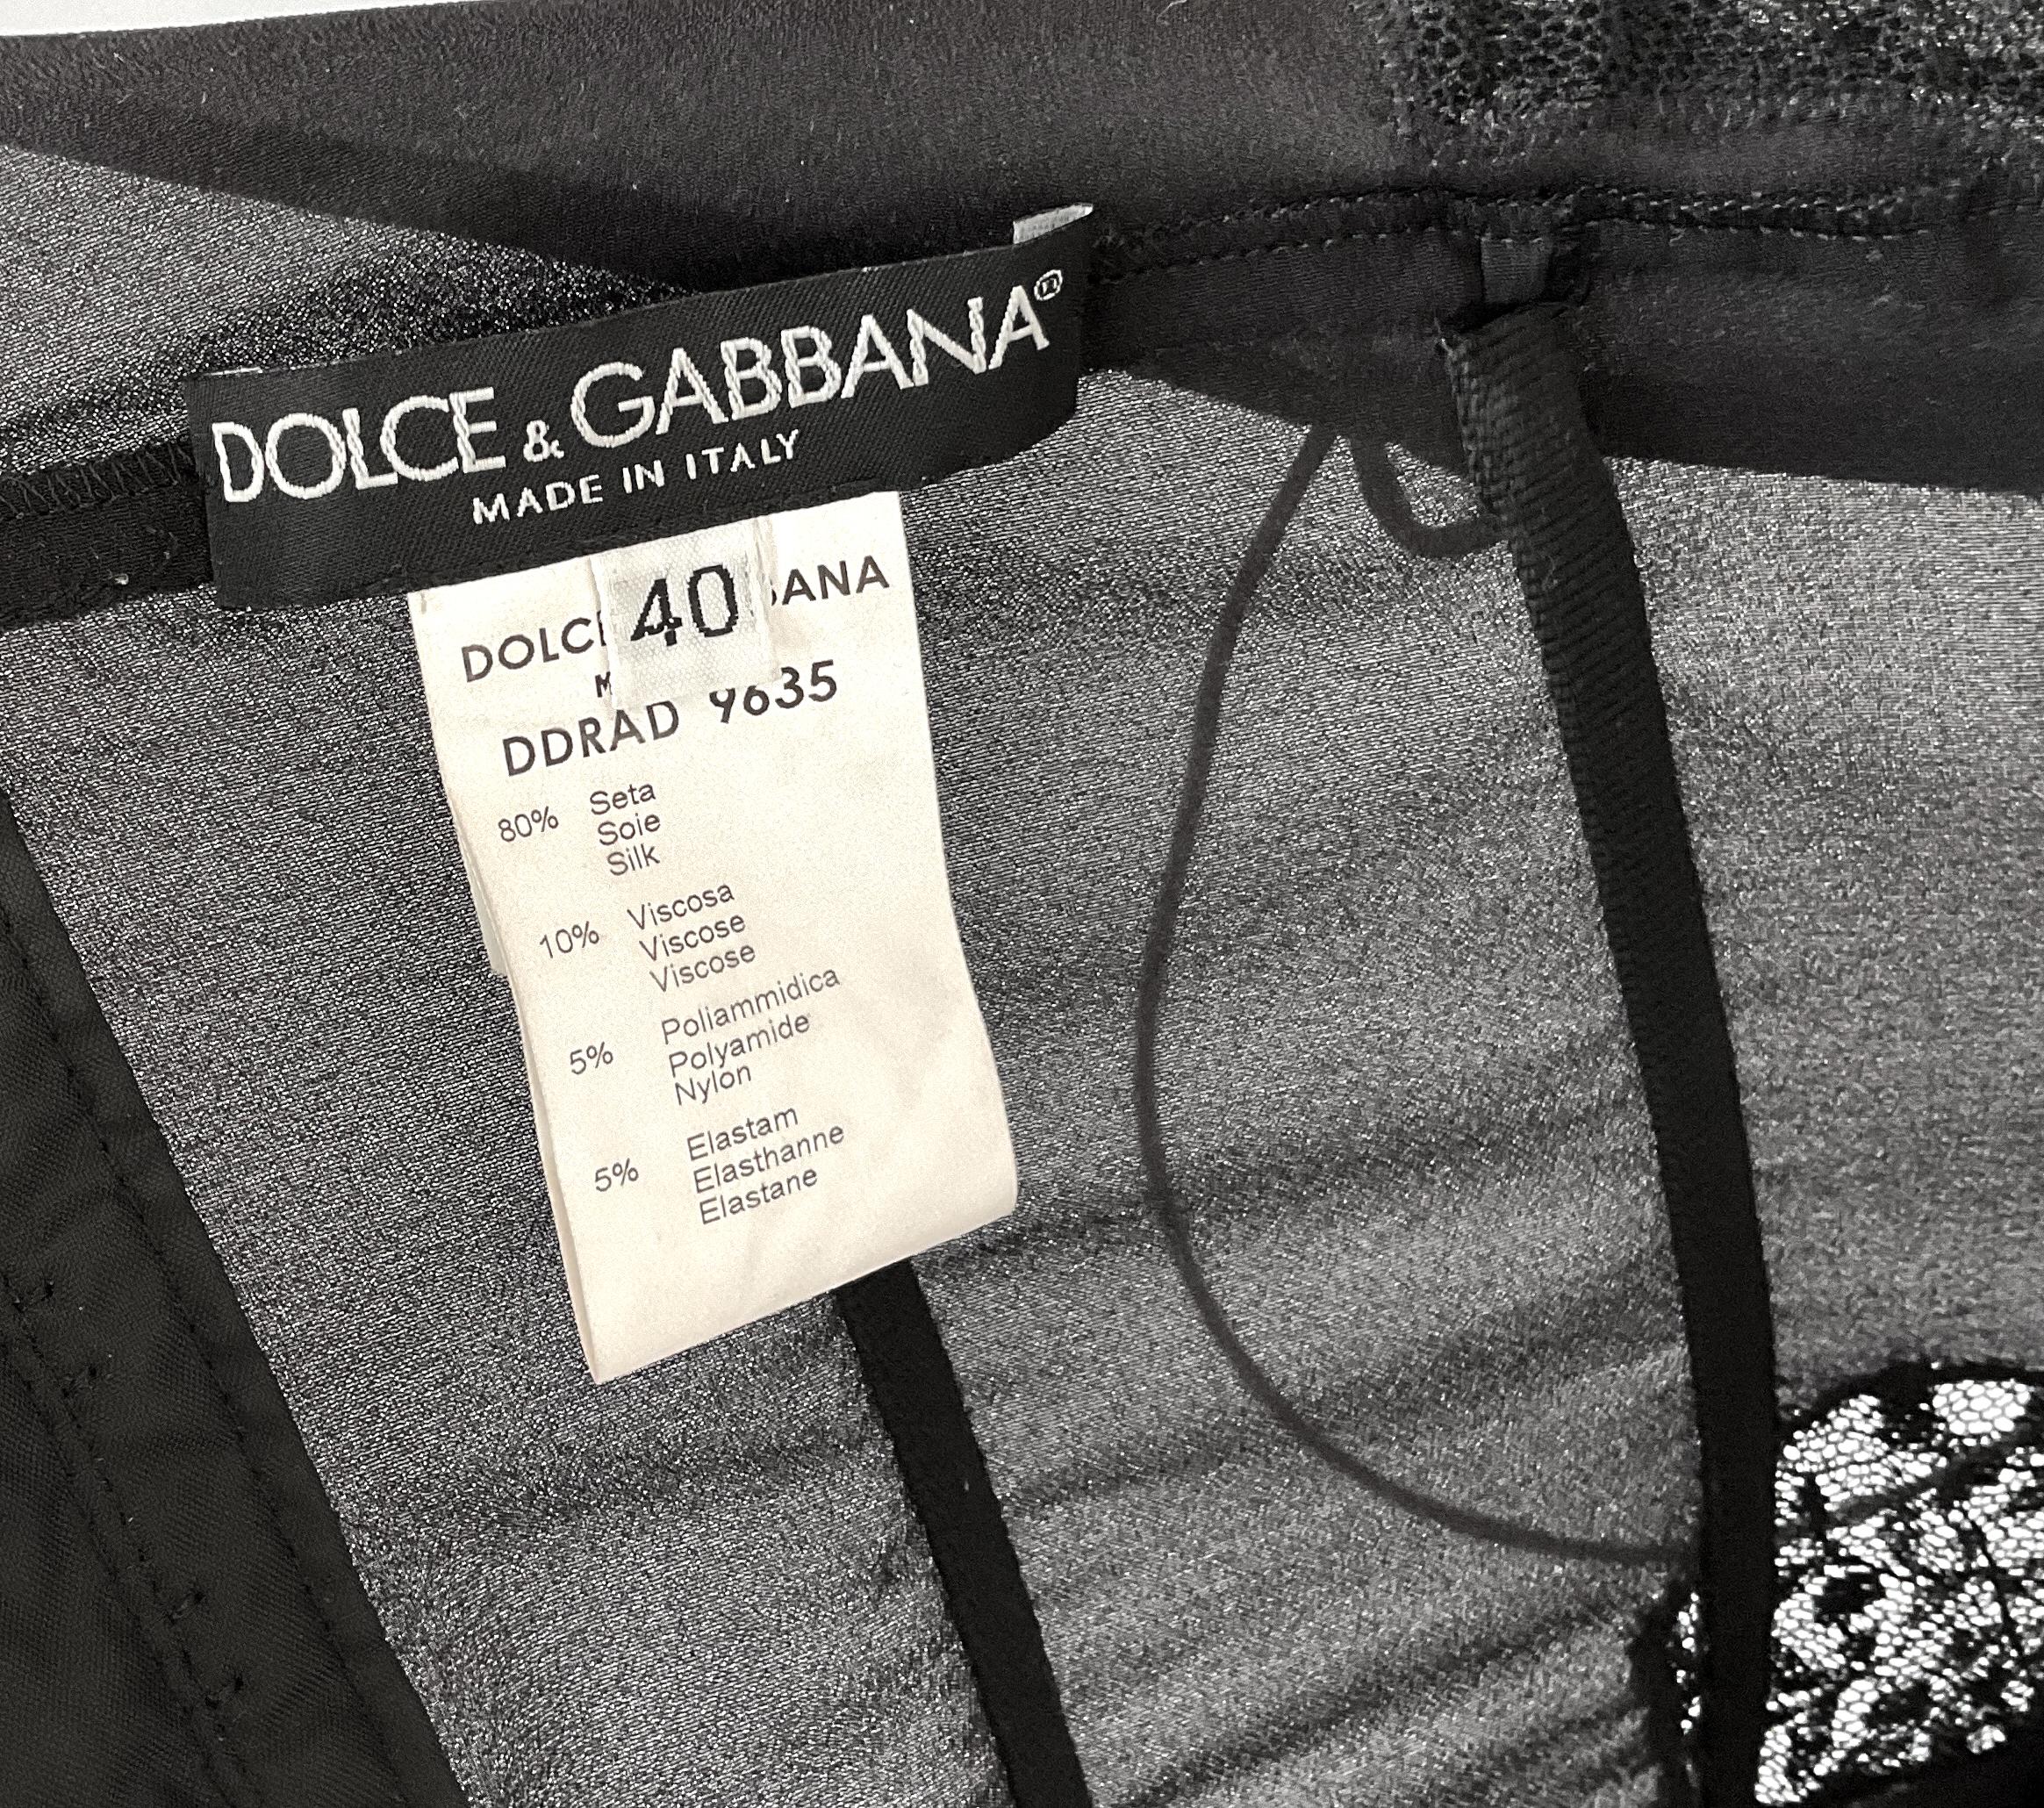 DOLCE & GABBANA®
MADE IN ITALY
40
DDRAD 9635
80% Seta
Soie
Silk
10% Viscosa
Viscose
Viscose
5% Poliammidica
Polyamide
Nylon
5% Elastam
Elasthanne
Elastane